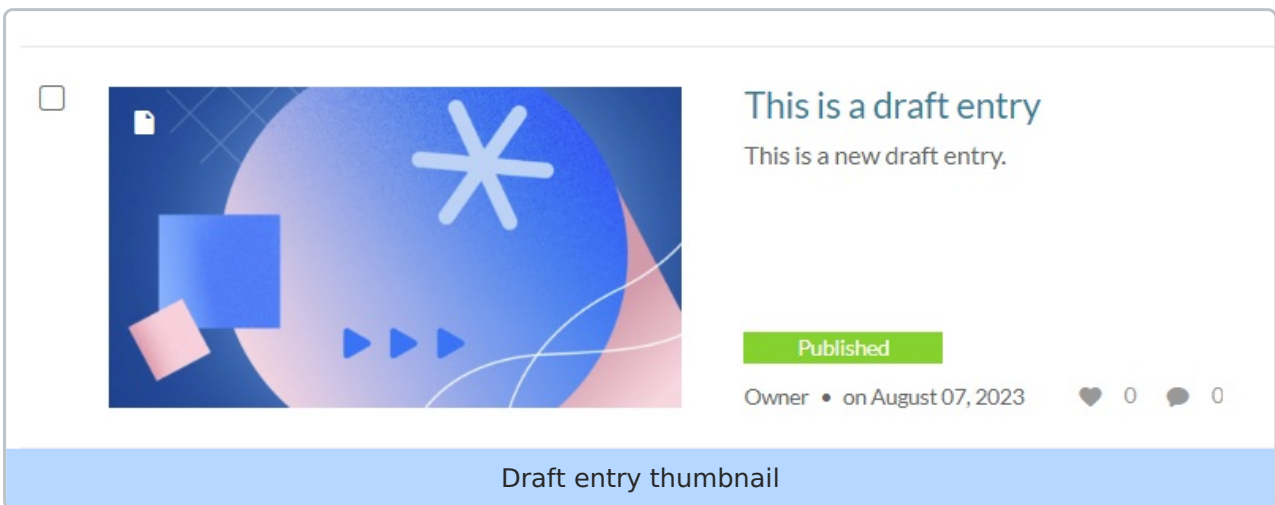 This is a draft entry
This is a new draft entry.
Published
Owner • on August 07, 2023 0 0
Draft entry thumbnail